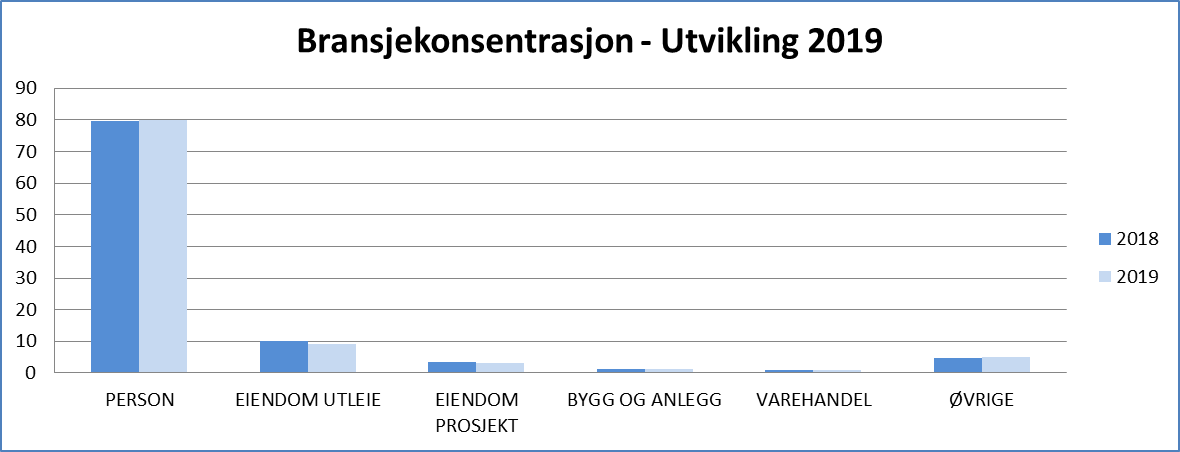 Bransjekonsentrasjon - Utvikling 2019
90
80
70
60
50
40
30
20
10
0
PERSON
EIENDOM UTLEIE
EIENDOM
PROSJEKT
BYGG OG ANLEGG
VAREHANDEL
ØVRIGE
2018
2019